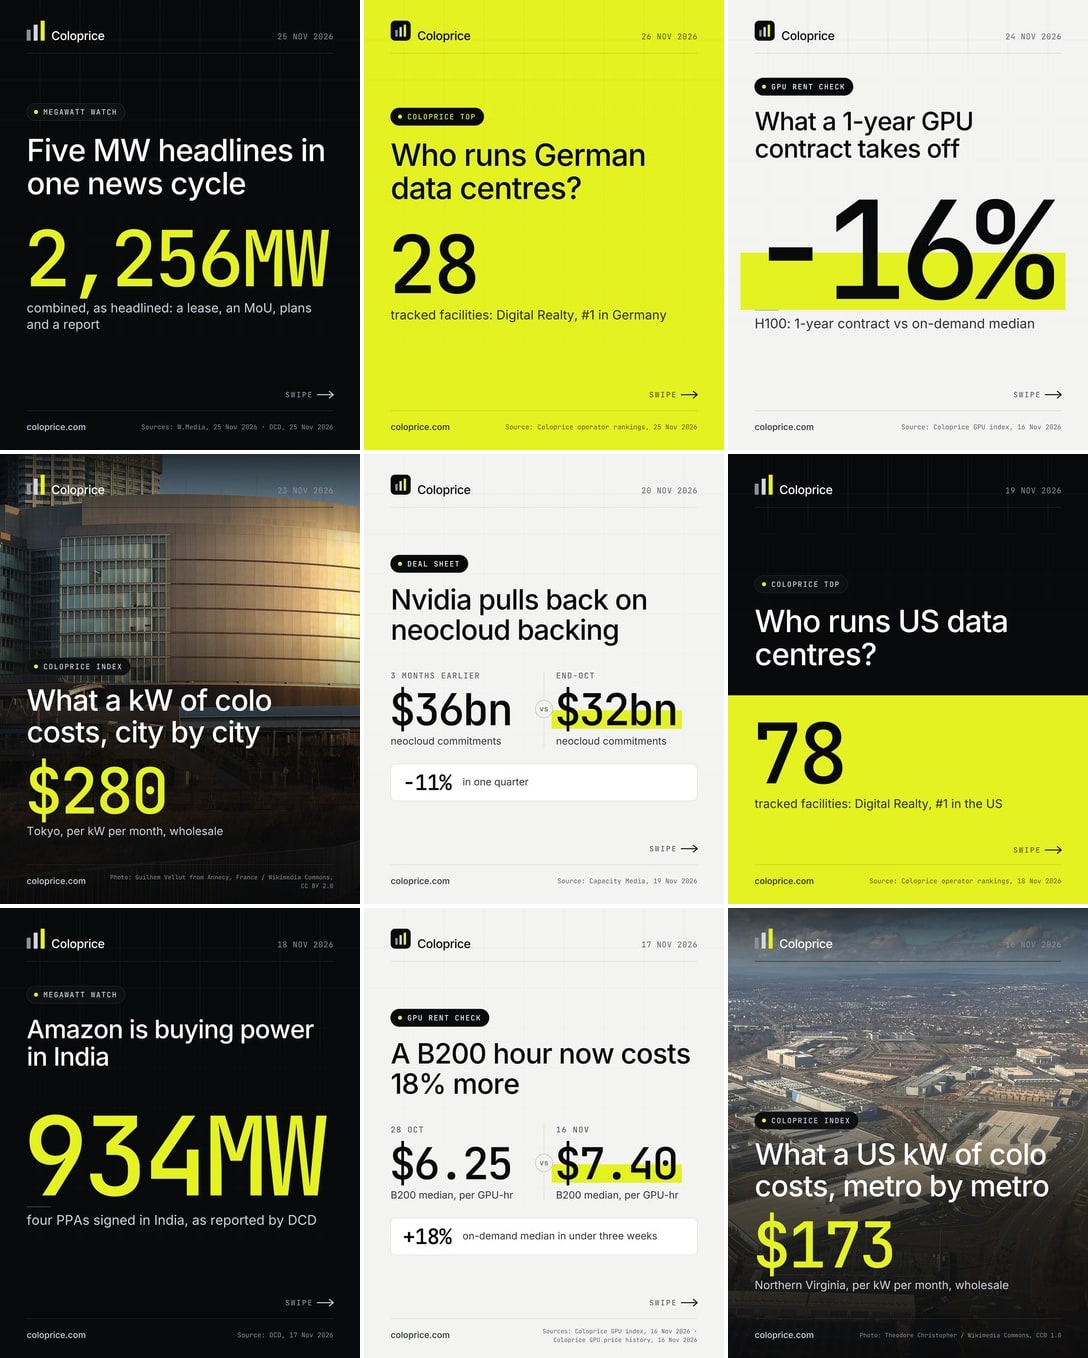 Coloprice
25 NOV 2026
MEGAWATT WATCH
Five MW headlines in
one news cycle
2,256MW
combined, as headlined: a lease, an MoU, plans
and a report
SWIPE
coloprice.com
Sources: W.Media, 25 Nov 2026 · DCD, 25 Nov 2026
Coloprice
26 NOV 2026
COLOPRICE TOP
Who runs German
data centres?
28
tracked facilities: Digital Realty, #1 in Germany
SWIPE
coloprice.com
Source: Coloprice operator rankings, 25 Nov 2026
Coloprice
24 NOV 2026
GPU RENT CHECK
What a 1-year GPU
contract takes off
-16%
H100: 1-year contract vs on-demand median
SWIPE
coloprice.com
Source: Coloprice GPU index, 16 Nov 2026
Coloprice
23 NOV 2026
COLOPRICE INDEX
What a kW of colo
costs, city by city
$280
Tokyo, per kW per month, wholesale
coloprice.com
Photo: Guilhem Vellut from Annecy, France / Wikimedia Commons,
CC BY 2.0
Coloprice
20 NOV 2026
DEAL SHEET
Nvidia pulls back on
neocloud backing
3 MONTHS EARLIER
$36bn
neocloud commitments
VS
END-OCT
$32bn
neocloud commitments
-11% in one quarter
SWIPE
coloprice.com
Source: Capacity Media, 19 Nov 2026
Coloprice
19 NOV 2026
COLOPRICE TOP
Who runs US data
centres?
78
tracked facilities: Digital Realty, #1 in the US
SWIPE
coloprice.com
Source: Coloprice operator rankings, 18 Nov 2026
Coloprice
18 NOV 2026
MEGAWATT WATCH
Amazon is buying power
in India
934MW
four PPAs signed in India, as reported by DCD
SWIPE
coloprice.com
Source: DCD, 17 Nov 2026
Coloprice
17 NOV 2026
GPU RENT CHECK
A B200 hour now costs
18% more
28 OCT
$6.25
B200 median, per GPU-hr
VS
16 NOV
$7.40
B200 median, per GPU-hr
+18% on-demand median in under three weeks
SWIPE
coloprice.com
Sources: Coloprice GPU index, 16 Nov 2026 ·
Coloprice GPU price history, 16 Nov 2026
Coloprice
16 NOV 2026
COLOPRICE INDEX
What a US kW of colo
costs, metro by metro
$173
Northern Virginia, per kW per month, wholesale
coloprice.com
Photo: Theodore Christopher / Wikimedia Commons, CC0 1.0